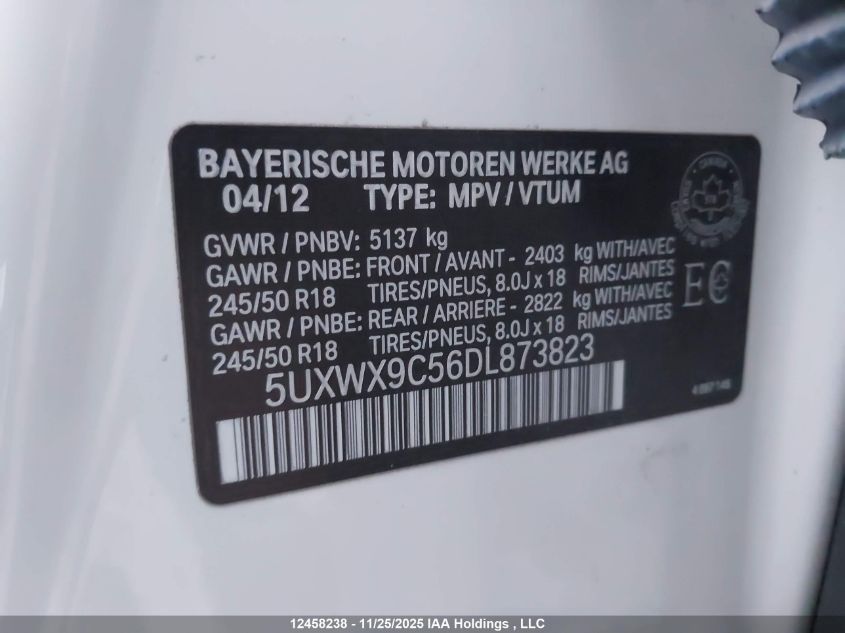 BAYERISCHE MOTOREN WERKE AG
04/12 TYPE: MPV / VTUM
GVWR / PNBV: 5137 kg
GAWR / PNBE: FRONT / AVANT - 2403 kg WITH/AVEC
245/50 R18 TIRES/PNEUS, 8.0J x 18 RIMS/JANTES
GAWR / PNBE: REAR / ARRIERE - 2822 kg WITH/AVEC
245/50 R18 TIRES/PNEUS, 8.0J x 18 RIMS/JANTES
EC
5UXWX9C56DL873823
CANADA
12458238 - 11/25/2025 IAA Holdings , LLC